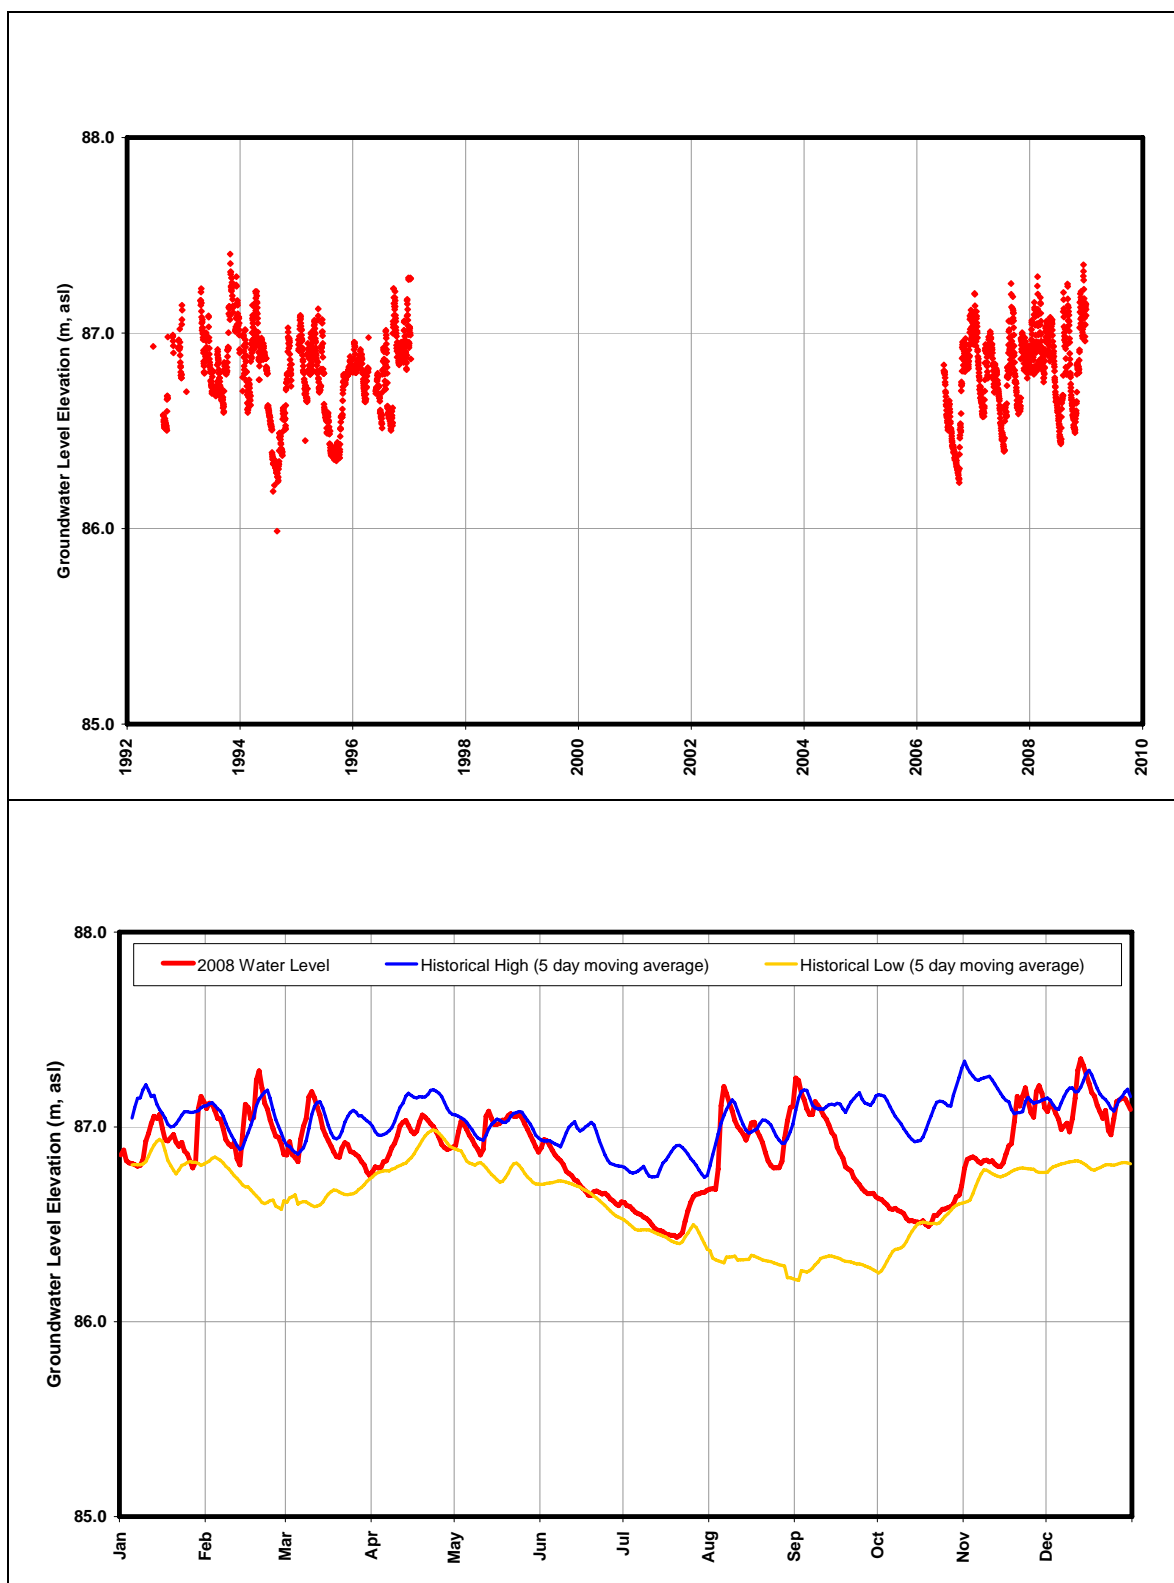 88.0
87.0
86.0
85.0
Groundwater Level Elevation (m, asl)
1992
1994
1996
1998
2000
2002
2004
2006
2008
2010
88.0
87.0
86.0
85.0
Groundwater Level Elevation (m, asl)
2008 Water Level
Historical High (5 day moving average)
Historical Low (5 day moving average)
Jan
Feb
Mar
Apr
May
Jun
Jul
Aug
Sep
Oct
Nov
Dec